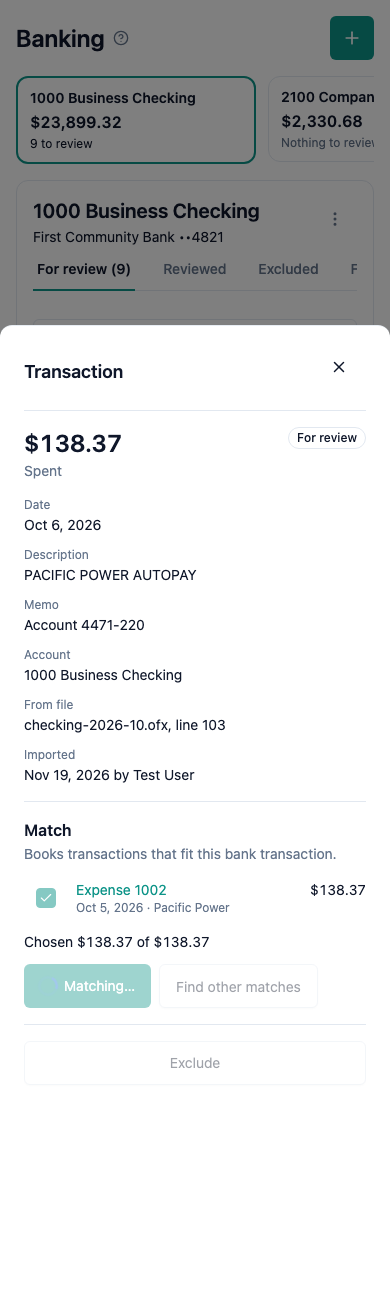 Banking
1000 Business Checking
$23,899.32
9 to review
2100 Compan
$2,330.68
Nothing to review
1000 Business Checking
First Community Bank ••4821
For review (9) Reviewed Excluded F
Transaction
$138.37
For review
Spent
Date
Oct 6, 2026
Description
PACIFIC POWER AUTOPAY
Memo
Account 4471-220
Account
1000 Business Checking
From file
checking-2026-10.ofx, line 103
Imported
Nov 19, 2026 by Test User
Match
Books transactions that fit this bank transaction.
Expense 1002 $138.37
Oct 5, 2026 · Pacific Power
Chosen $138.37 of $138.37
Matching... Find other matches
Exclude